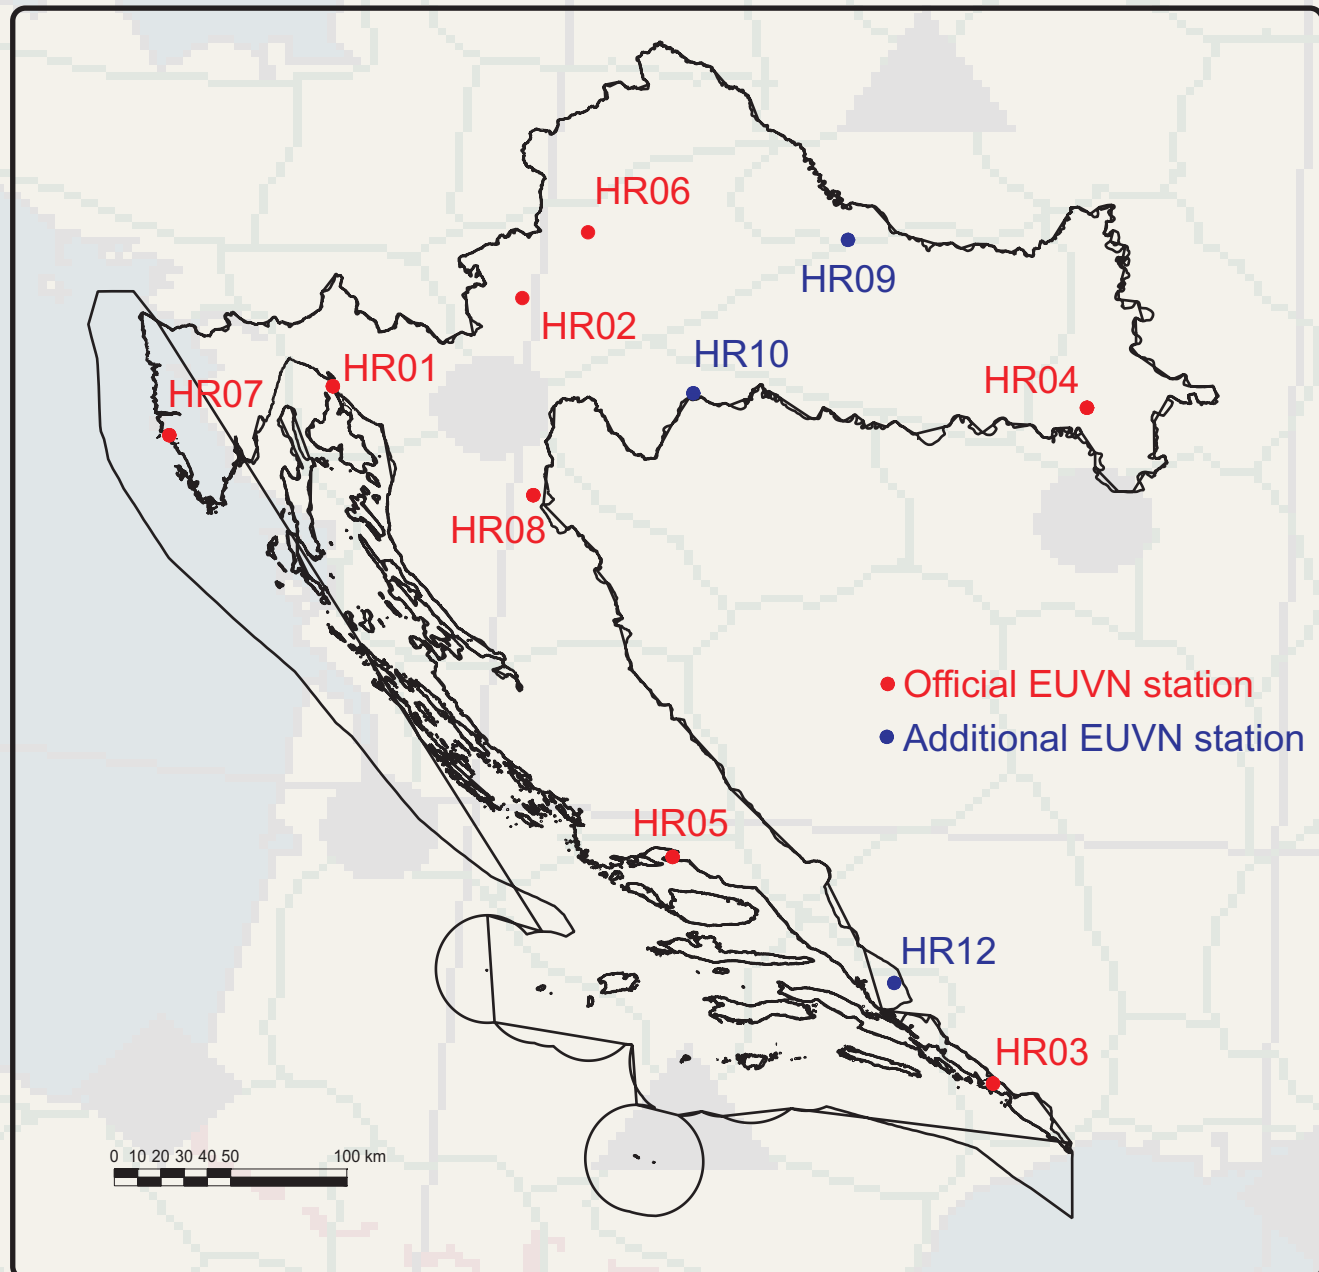 HR06
HR09
HR02
HR10
HR01
HR04
HR07
HR08
Official EUVN station
Additional EUVN station
HR05
HR12
HR03
0 10 20 30 40 50 100 km